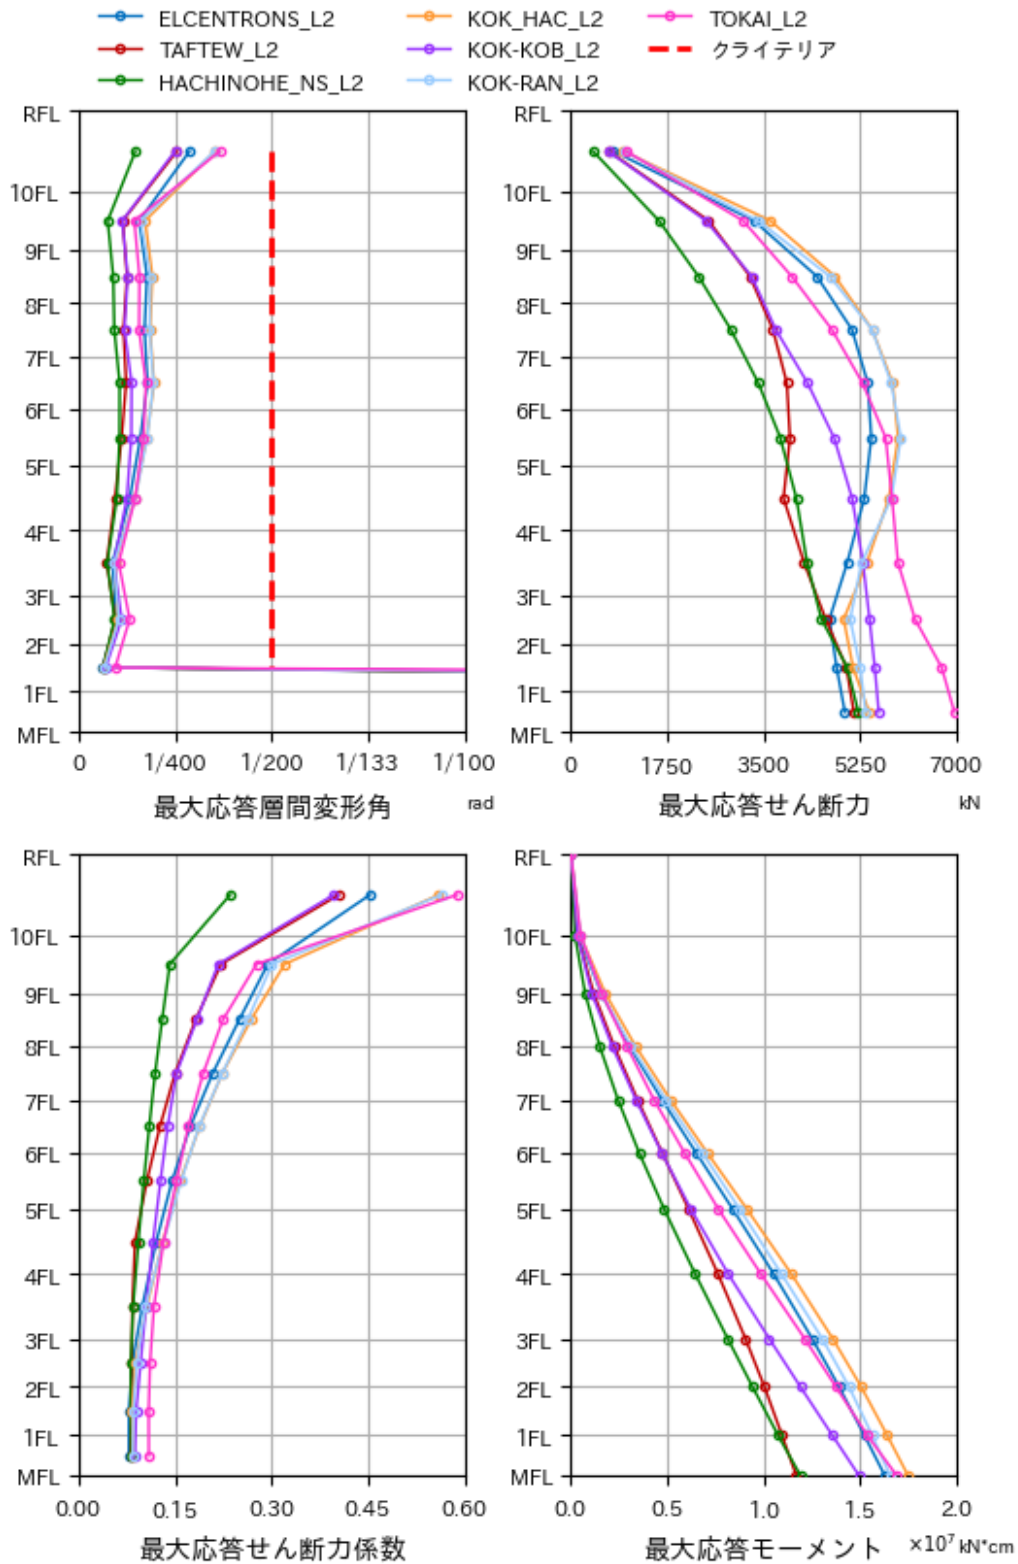 ELCENTRONS_L2 KOK_HAC_L2 TOKAI_L2
TAFTEW_L2 KOK-KOB_L2 クライテリア
HACHINOHE_NS_L2 KOK-RAN_L2
RFL
10FL
9FL
8FL
7FL
6FL
5FL
4FL
3FL
2FL
1FL
MFL
0 1/400 1/200 1/133 1/100
最大応答層間変形角 rad
RFL
10FL
9FL
8FL
7FL
6FL
5FL
4FL
3FL
2FL
1FL
MFL
0 1750 3500 5250 7000
最大応答せん断力 kN
RFL
10FL
9FL
8FL
7FL
6FL
5FL
4FL
3FL
2FL
1FL
MFL
0.00 0.15 0.30 0.45 0.60
最大応答せん断力係数
RFL
10FL
9FL
8FL
7FL
6FL
5FL
4FL
3FL
2FL
1FL
MFL
0.0 0.5 1.0 1.5 2.0
最大応答モーメント ×10⁷ kN*cm